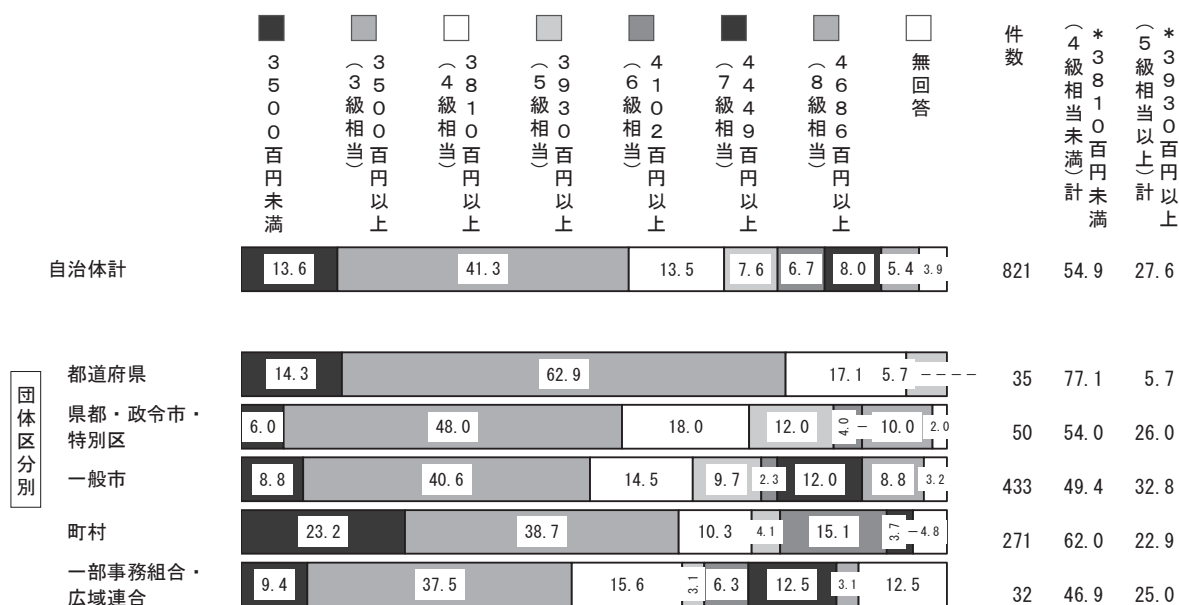 3500百円未満
3500百円以上
（3級相当）
3810百円以上
（4級相当）
3930百円以上
（5級相当）
4102百円以上
（6級相当）
4449百円以上
（7級相当）
4686百円以上
（8級相当）
無回答
件数
*3810百円未満
（4級相当未満）計
*3930百円以上
（5級相当以上）計
自治体計 13.6 41.3 13.5 7.6 6.7 8.0 5.4 3.9 821 54.9 27.6
団体区分別
都道府県 14.3 62.9 17.1 5.7 - - - - 35 77.1 5.7
県都・政令市・
特別区 6.0 48.0 18.0 12.0 4.0 - 10.0 2.0 50 54.0 26.0
一般市 8.8 40.6 14.5 9.7 2.3 12.0 8.8 3.2 433 49.4 32.8
町村 23.2 38.7 10.3 4.1 15.1 3.7 - 4.8 271 62.0 22.9
一部事務組合・
広域連合 9.4 37.5 15.6 3.1 6.3 12.5 3.1 12.5 32 46.9 25.0